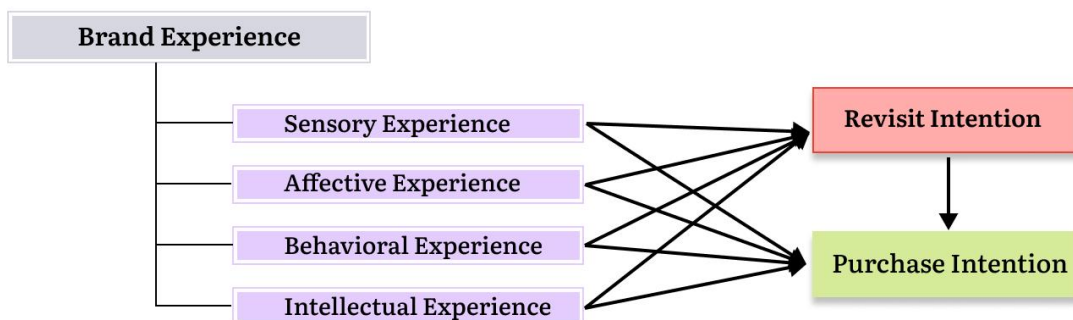 Brand Experience
Sensory Experience
Affective Experience
Behavioral Experience
Intellectual Experience
Revisit Intention
Purchase Intention